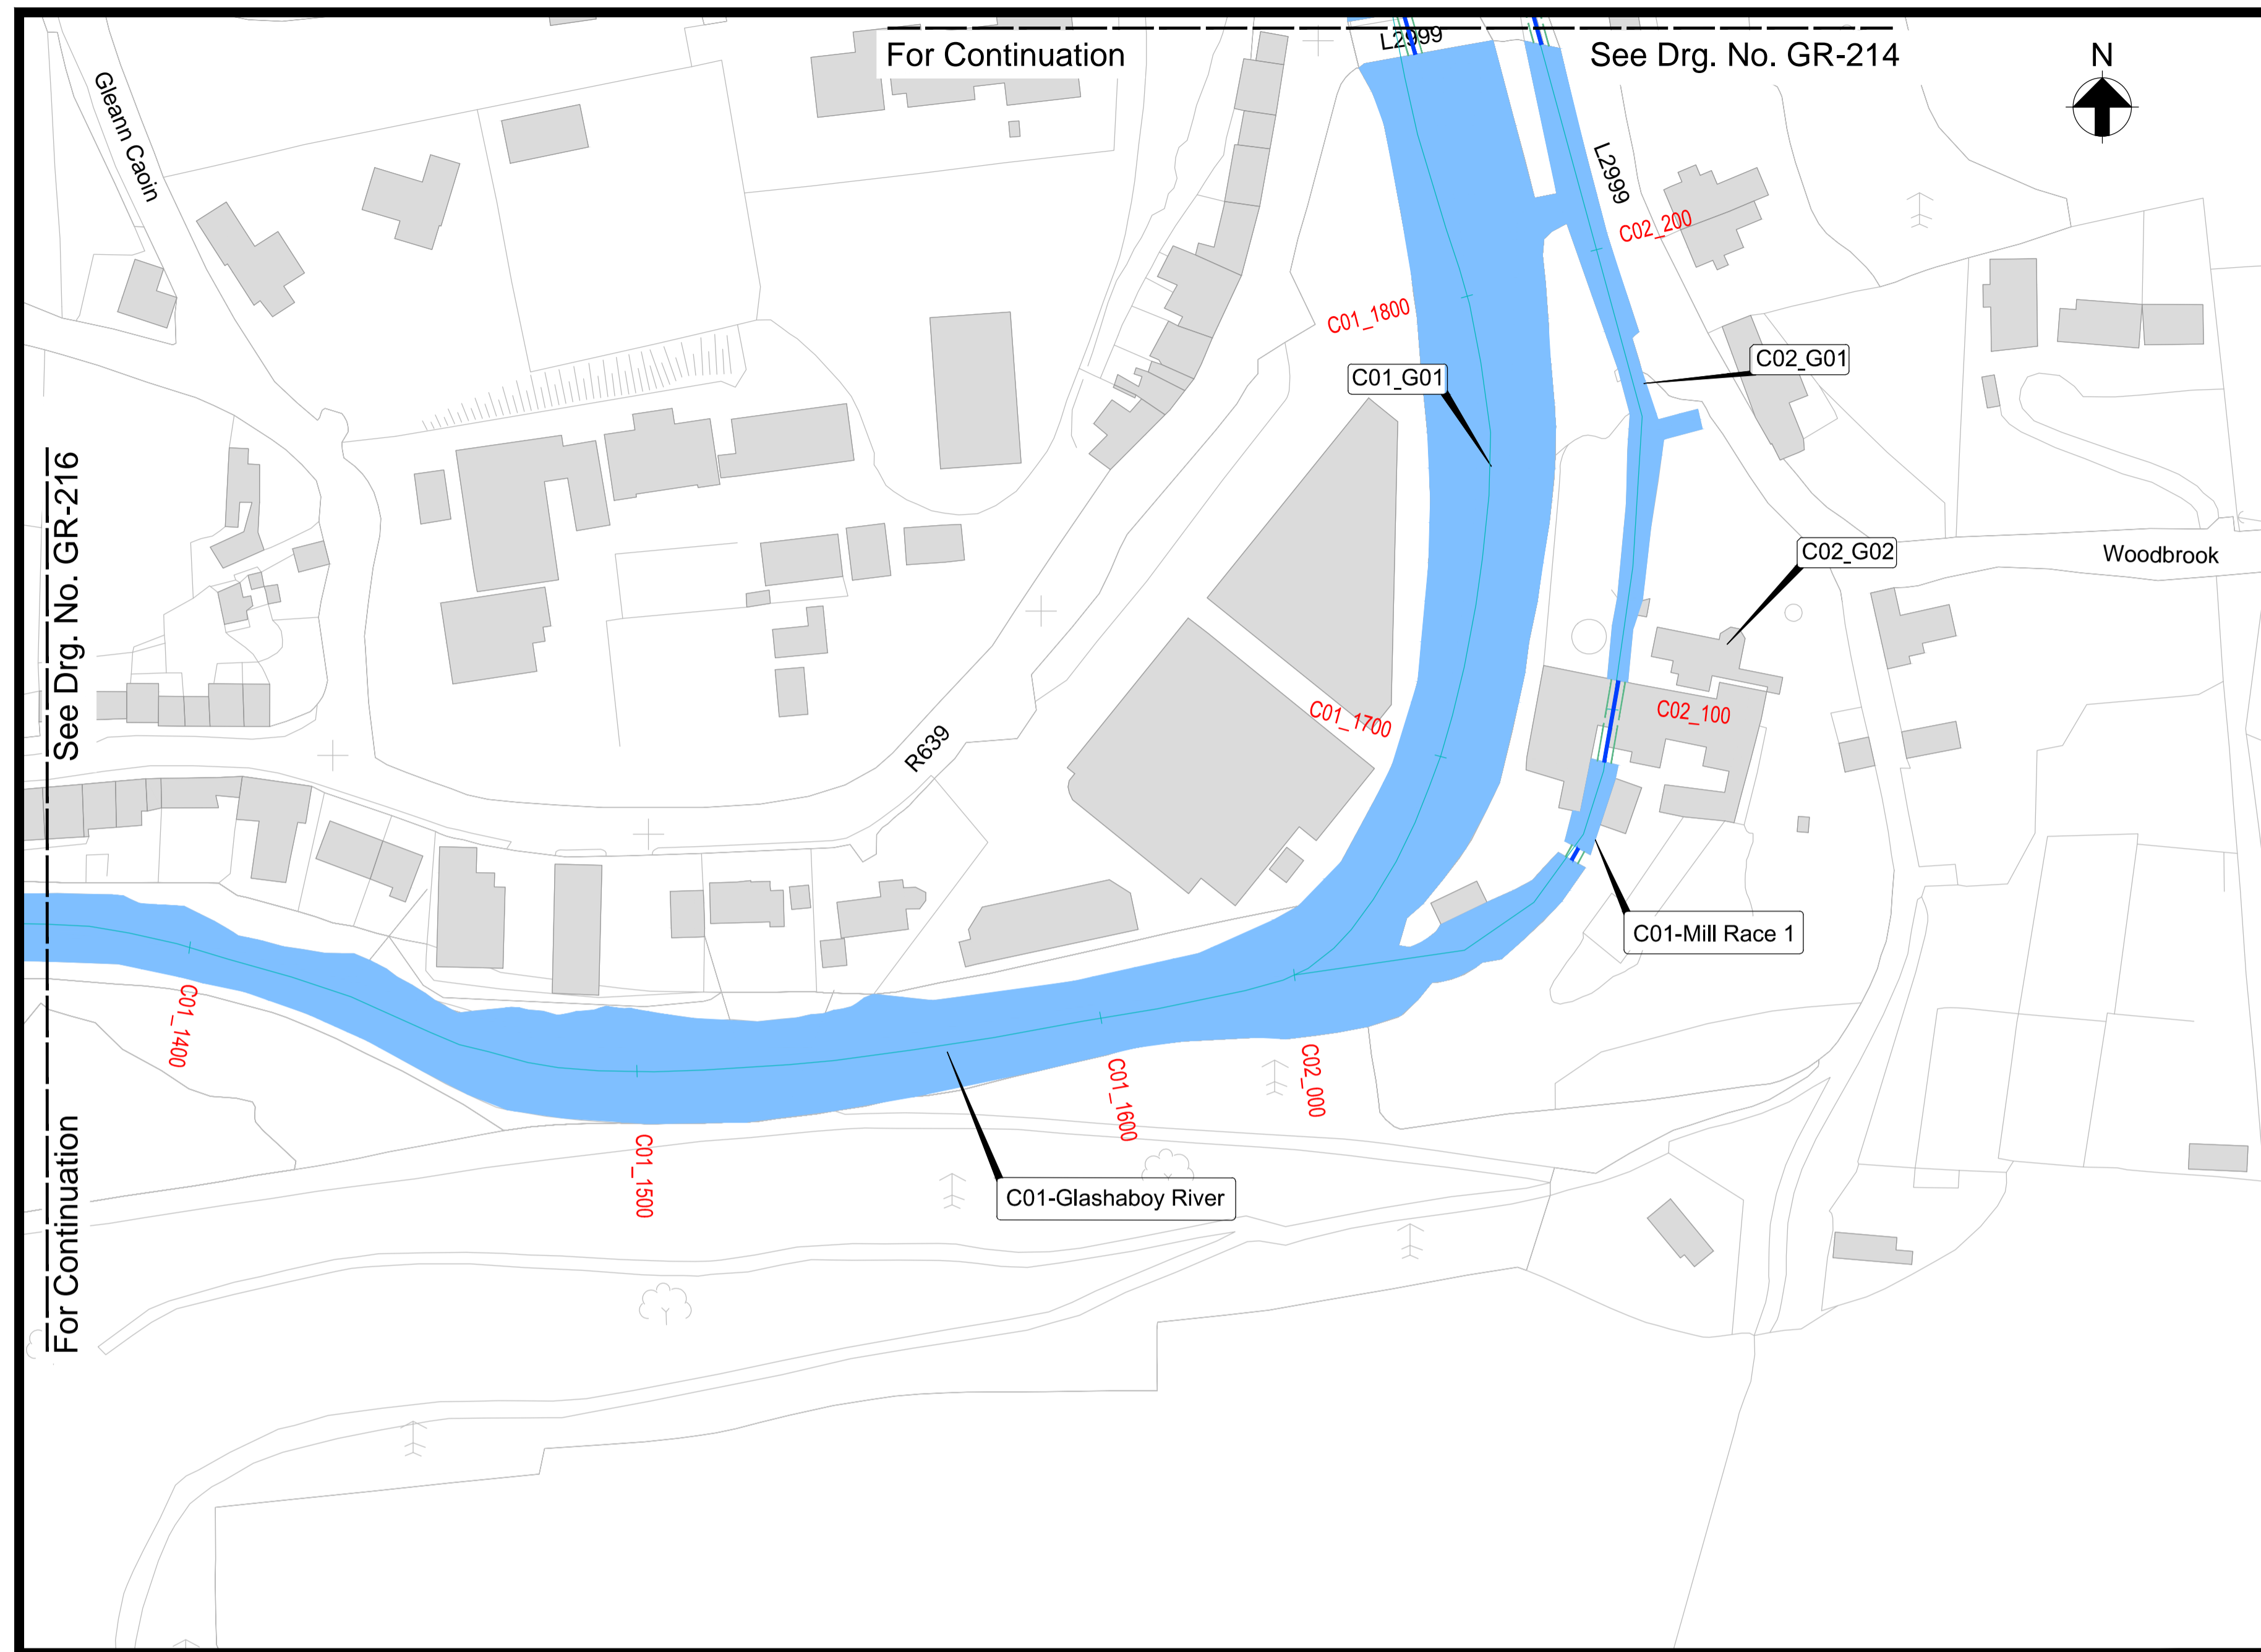 L2999
For Continuation
See Drg. No. GR-214
N
Gleann Caoin
L2999
C02_200
C01_1800
C02_G01
C01_G01
See Drg. No. GR-216
For Continuation
C02_G02
Woodbrook
C01_1700
C02_100
R639
C01-Mill Race 1
C01_1400
C02_000
C01_1600
C01_1500
C01-Glashaboy River